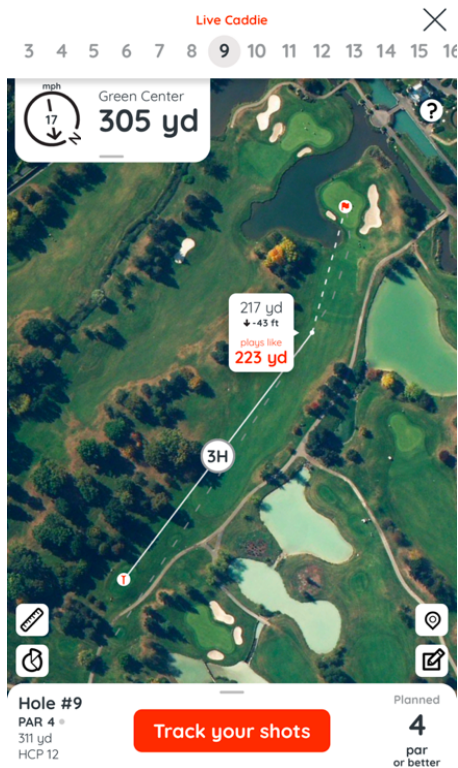 Live Caddie
3 4 5 6 7 8 9 10 11 12 13 14 15 16
mph
17
N
Green Center
305 yd
?
217 yd
-43 ft
plays like
223 yd
3H
T
Hole #9
PAR 4
311 yd
HCP 12
Track your shots
Planned
4
par
or better